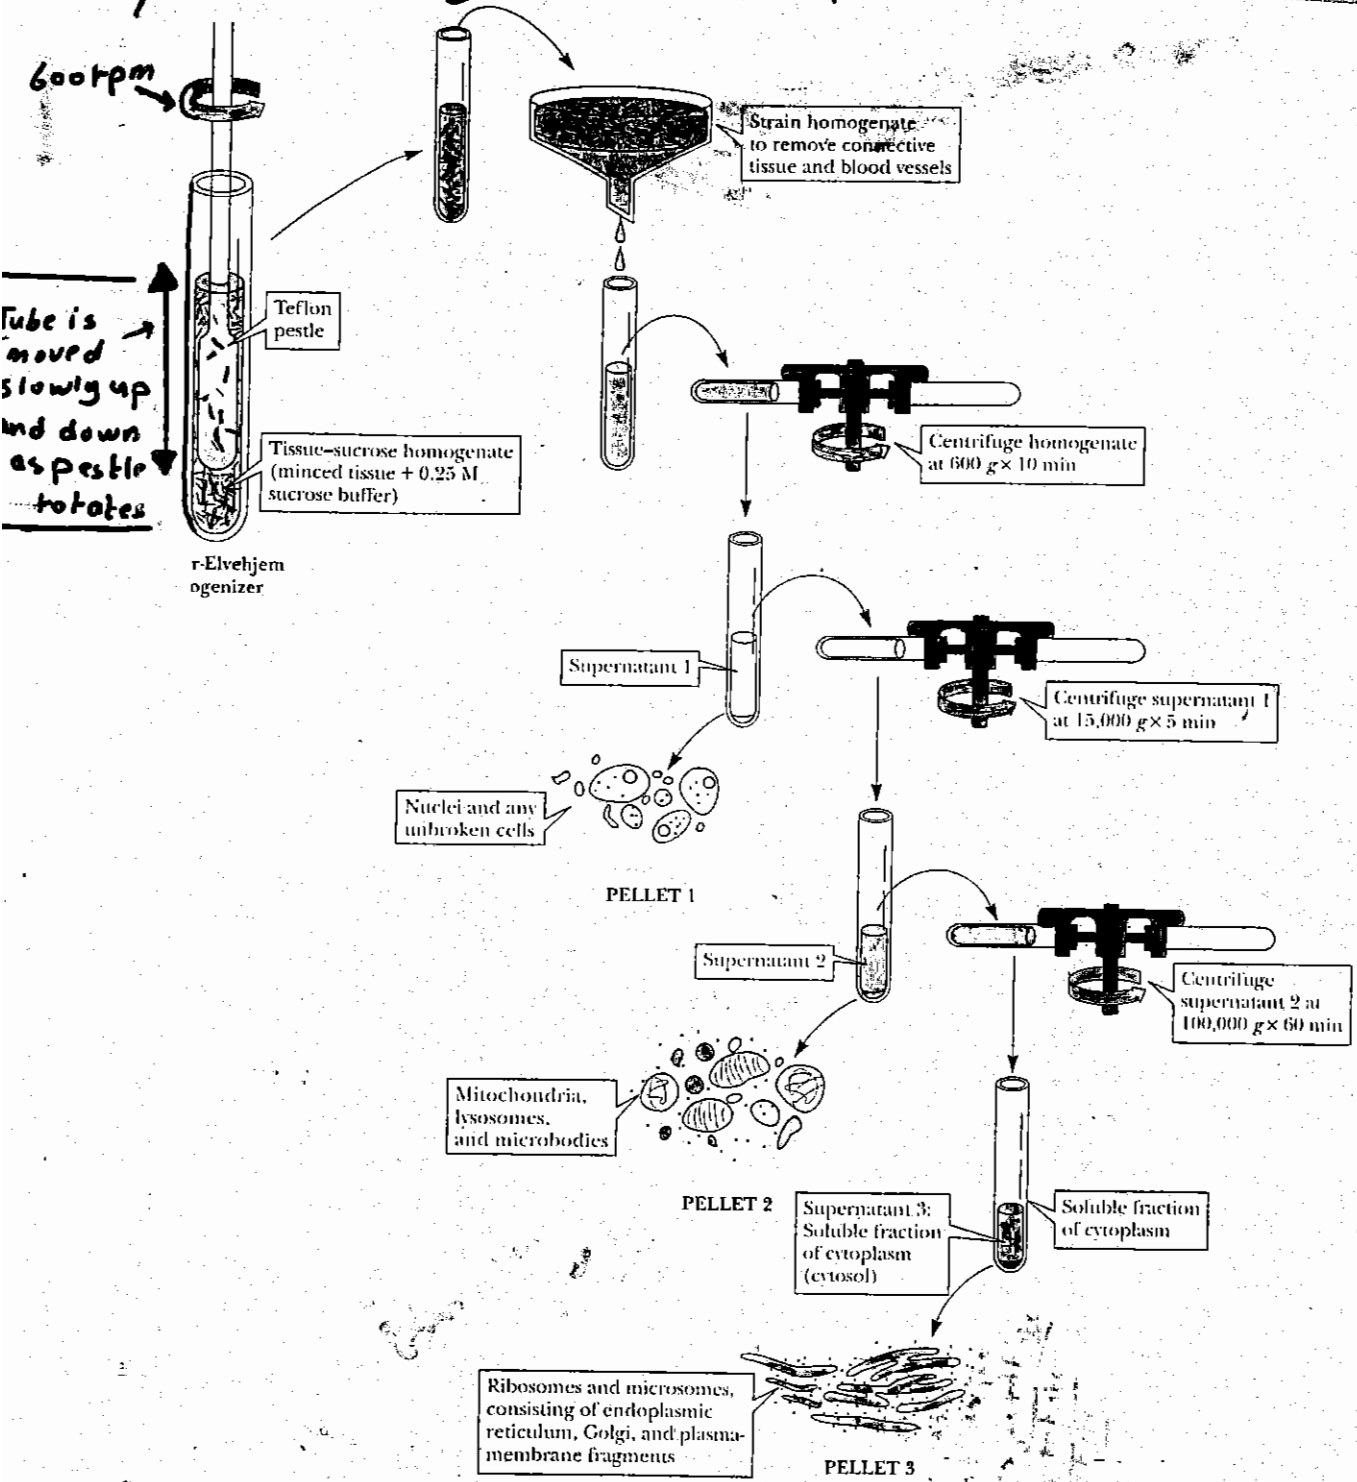 600rpm
Strain homogenate
to remove connective
tissue and blood vessels
Teflon
pestle
Tube is
moved
slowly up
and down
as pestle
rotates
Tissue–sucrose homogenate
(minced tissue + 0.25 M
sucrose buffer)
r-Elvehjem
ogenizer
Centrifuge homogenate
at 600 g × 10 min
Supernatant 1
Centrifuge supernatant 1
at 15,000 g × 5 min
Nuclei and any
unbroken cells
PELLET 1
Supernatant 2
Centrifuge
supernatant 2 at
100,000 g × 60 min
Mitochondria,
lysosomes,
and microbodies
PELLET 2
Supernatant 3:
Soluble fraction
of cytoplasm
(cytosol)
Soluble fraction
of cytoplasm
Ribosomes and microsomes,
consisting of endoplasmic
reticulum, Golgi, and plasma-
membrane fragments
PELLET 3